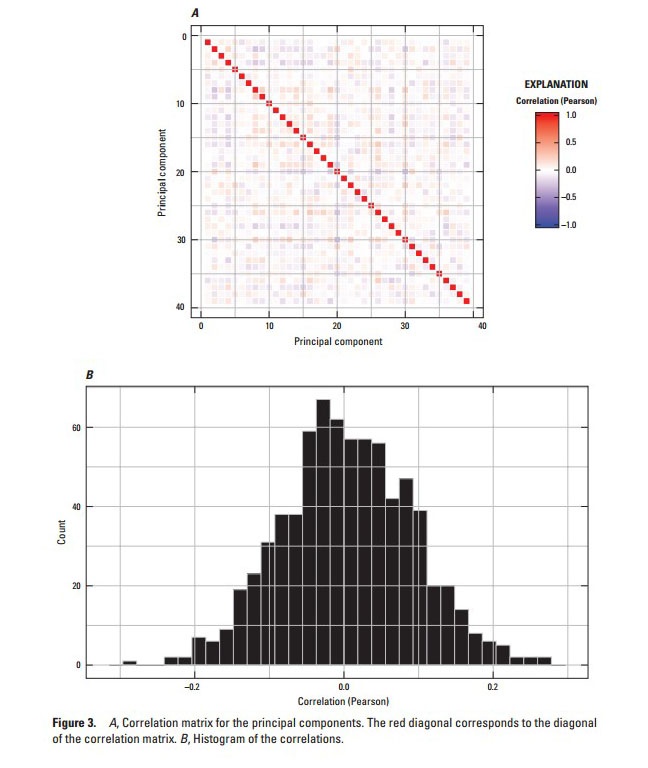 A
0
10
20
30
40
Principal component
0
10
20
30
40
Principal component
EXPLANATION
Correlation (Pearson)
1.0
0.5
0.0
−0.5
−1.0
B
60
40
20
0
Count
−0.2
0.0
0.2
Correlation (Pearson)
Figure 3. A, Correlation matrix for the principal components. The red diagonal corresponds to the diagonal
of the correlation matrix. B, Histogram of the correlations.